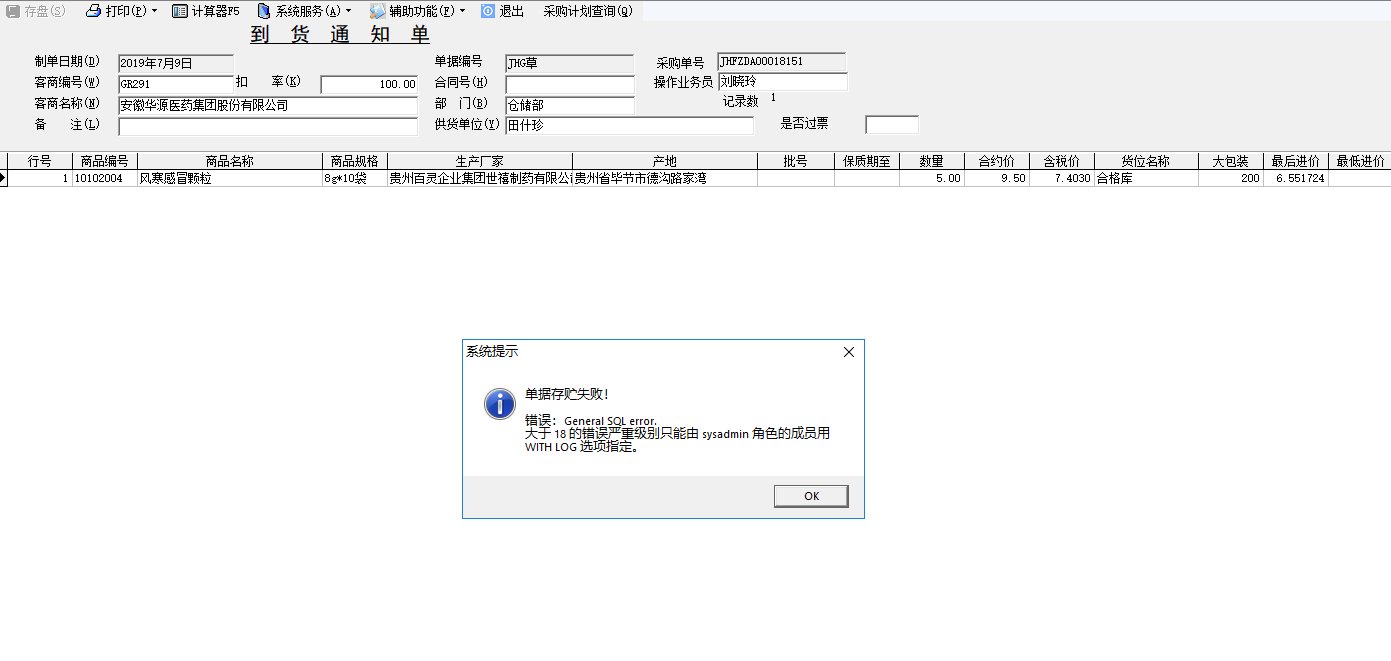 存盘(S) 打印(P) 计算器F5 系统服务(A) 辅助功能(F) 退出 采购计划查询(Q)
到 货 通 知 单
制单日期(D) 2019年7月9日 单据编号 JHG草 采购单号 JHFZDA00018151
客商编号(W) GR291 扣 率(K) 100.00 合同号(H) 操作业务员 刘晓玲
客商名称(N) 安徽华源医药集团股份有限公司 部 门(B) 仓储部 记录数 1
备 注(L) 供货单位(Y) 田什珍 是否过票
行号 商品编号 商品名称 商品规格 生产厂家 产地 批号 保质期至 数量 合约价 含税价 货位名称 大包装 最后进价 最低进价
1 10102004 风寒感冒颗粒 8g*10袋 贵州百灵企业集团世禧制药有限公 贵州省毕节市德沟路家湾 5.00 9.50 7.4030 合格库 200 6.551724
系统提示
单据存贮失败!
错误: General SQL error.
大于 18 的错误严重级别只能由 sysadmin 角色的成员用
WITH LOG 选项指定。
OK